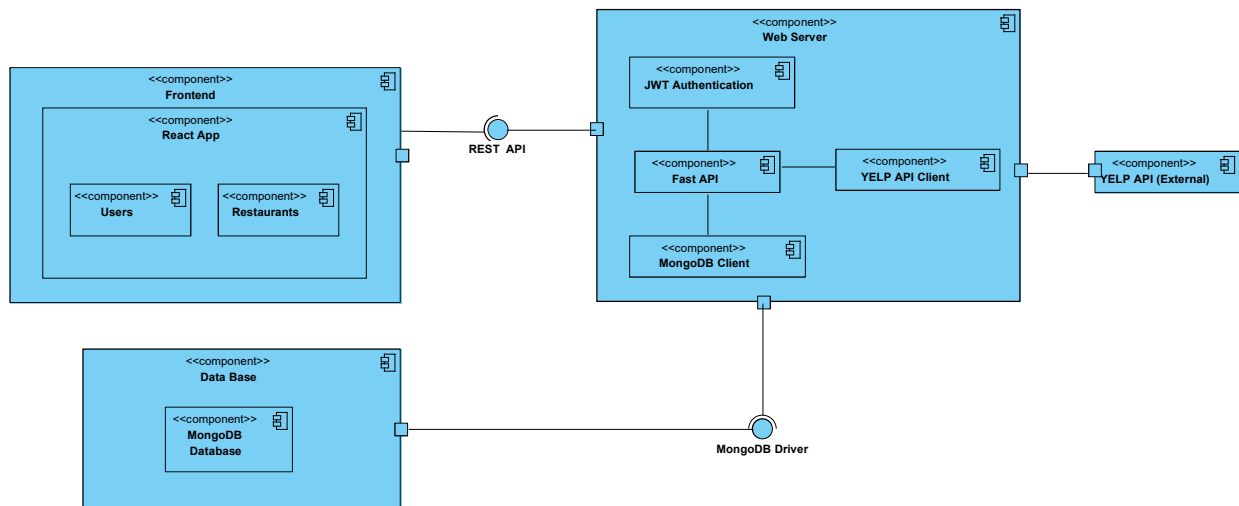 <<component>>
Frontend
<<component>>
React App
<<component>>
Users
<<component>>
Restaurants
REST API
<<component>>
Web Server
<<component>>
JWT Authentication
<<component>>
Fast API
<<component>>
YELP API Client
<<component>>
MongoDB Client
<<component>>
YELP API (External)
<<component>>
Data Base
<<component>>
MongoDB
Database
MongoDB Driver